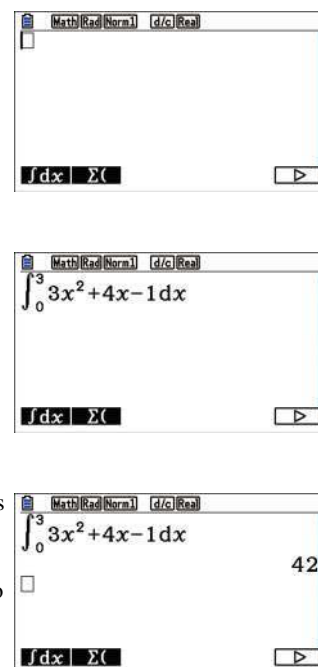 Math Rad Norm1 d/c Real
∫dx Σ(
Math Rad Norm1 d/c Real
∫₀³ 3x²+4x-1dx
∫dx Σ(
s
Math Rad Norm1 d/c Real
∫₀³ 3x²+4x-1dx
42
∫dx Σ(